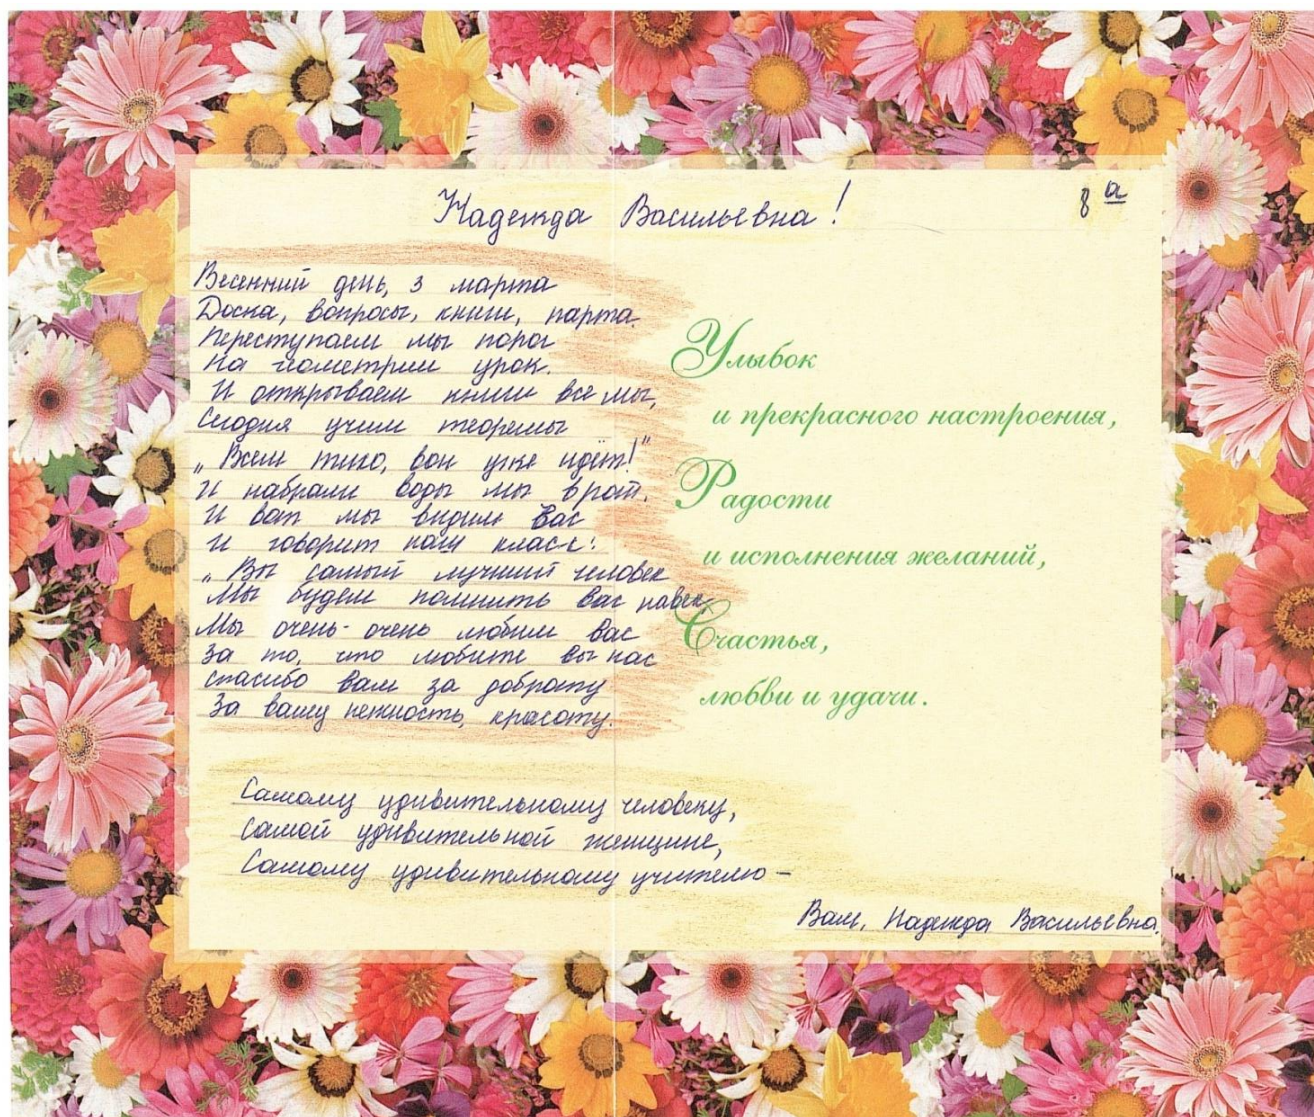 Надежда Васильевна!
8 а
Весенний день, 3 марта
Доска, вопросы, книги, парта.
Переступаем мы порог
На геометрии урок.
И открываем книги все мы,
Сегодня учим теоремы
„Всем тихо, вон уже идёт!"
И набрали воды мы в рот.
И вот мы видим Вас
И говорит наш класс:
„Вы самый лучший человек
Мы будем помнить вас навек
Мы очень-очень любим вас
За то, что любите вы нас
Спасибо вам за доброту
За вашу нежность, красоту.
Улыбок
и прекрасного настроения,
Радости
и исполнения желаний,
Счастья,
любви и удачи.
Самому удивительному человеку,
Самой удивительной женщине,
Самому удивительному учителю –
Вам, Надежда Васильевна.